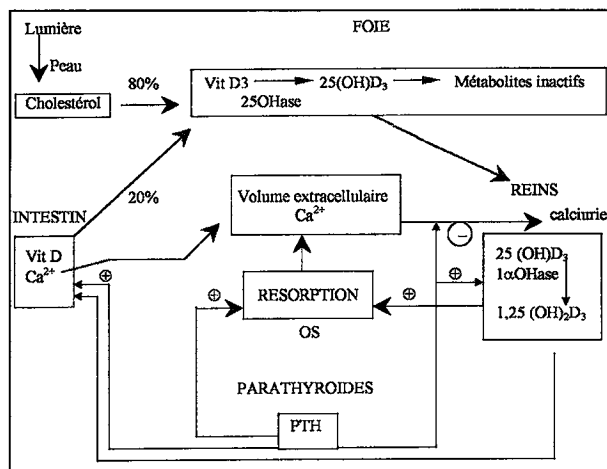 Lumière
FOIE
Peau
80%
Cholestérol
Vit D3 25(OH)D₃ Métabolites inactifs
25OHase
20%
REINS
INTESTIN
Volume extracellulaire
Ca²⁺
calciurie
Vit D
Ca²⁺
25 (OH)D₃
1αOHase
1,25 (OH)₂D₃
RESORPTION
OS
PARATHYROIDES
PTH